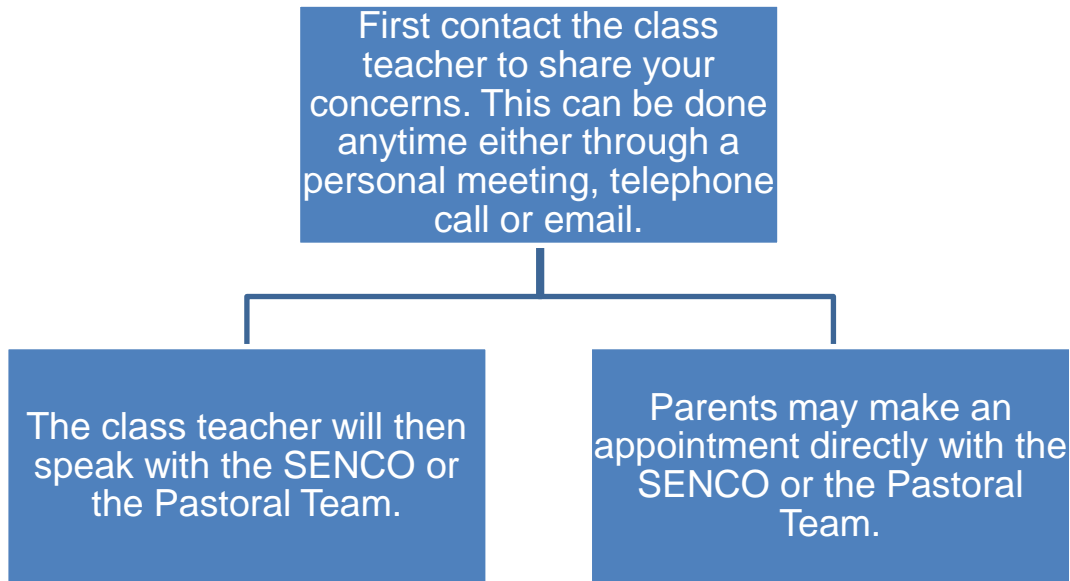 First contact the class
teacher to share your
concerns. This can be done
anytime either through a
personal meeting, telephone
call or email.
The class teacher will then
speak with the SENCO or
the Pastoral Team.
Parents may make an
appointment directly with the
SENCO or the Pastoral
Team.